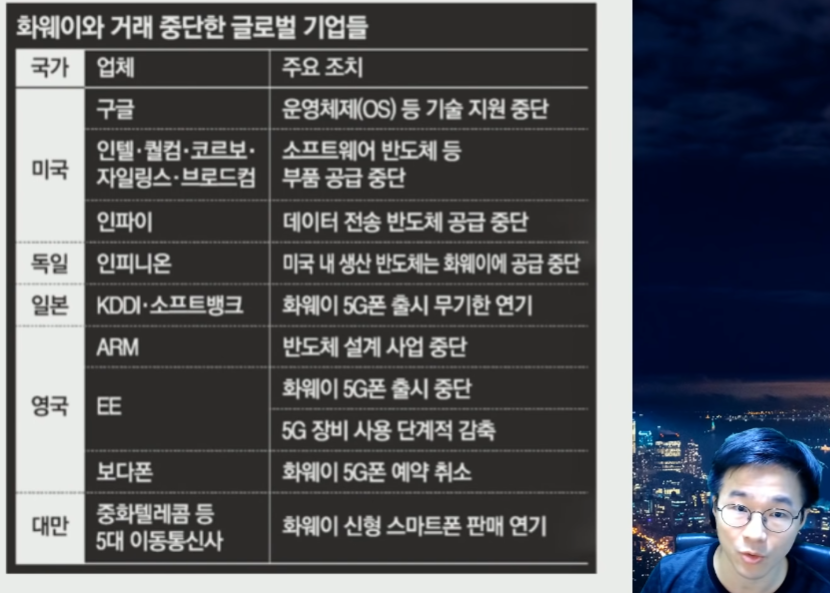 화웨이와 거래 중단한 글로벌 기업들
국가 업체 주요 조치
미국
구글 운영체제(OS) 등 기술 지원 중단
인텔·퀄컴·코르보·
자일링스·브로드컴
소프트웨어 반도체 등
부품 공급 중단
인파이 데이터 전송 반도체 공급 중단
독일 인피니온 미국 내 생산 반도체는 화웨이에 공급 중단
일본 KDDI·소프트뱅크 화웨이 5G폰 출시 무기한 연기
영국
ARM 반도체 설계 사업 중단
EE
화웨이 5G폰 출시 중단
5G 장비 사용 단계적 감축
보다폰 화웨이 5G폰 예약 취소
대만
중화텔레콤 등
5대 이동통신사
화웨이 신형 스마트폰 판매 연기